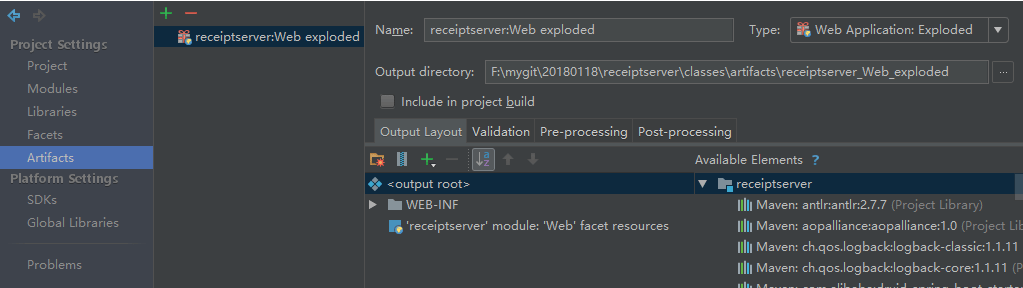 Project Settings
Project
Modules
Libraries
Facets
Artifacts
Platform Settings
SDKs
Global Libraries
Problems
receiptserver:Web exploded
Name: receiptserver:Web exploded Type: Web Application: Exploded
Output directory: F:\mygit\20180118\receiptserver\classes\artifacts\receiptserver_Web_exploded ...
Include in project build
Output Layout Validation Pre-processing Post-processing
Available Elements ?
<output root>
WEB-INF
'receiptserver' module: 'Web' facet resources
receiptserver
Maven: antlr:antlr:2.7.7 (Project Library)
Maven: aopalliance:aopalliance:1.0 (Project Lib
Maven: ch.qos.logback:logback-classic:1.1.11
Maven: ch.qos.logback:logback-core:1.1.11 (P